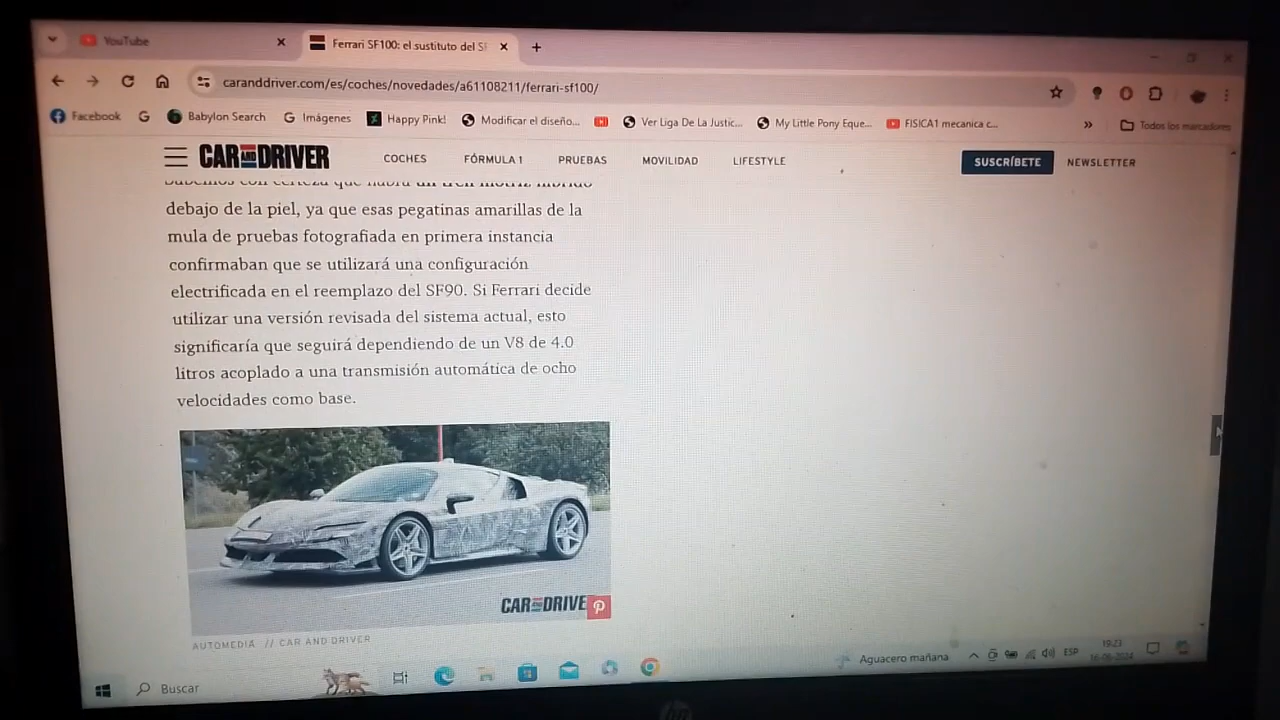 YouTube
Ferrari SF100: el sustituto del SF
caranddriver.com/es/coches/novedades/a61108211/ferrari-sf100/
Facebook
Babylon Search
Imágenes
Happy Pink!
Modificar el diseño...
Ver Liga De La Justic...
My Little Pony Eque...
FISICA1 mecanica c...
»
Todos los marcadores
CAR AND DRIVER
COCHES
FÓRMULA 1
PRUEBAS
MOVILIDAD
LIFESTYLE
SUSCRÍBETE
NEWSLETTER
Sabemos con certeza que habrá un tren motriz híbrido
debajo de la piel, ya que esas pegatinas amarillas de la
mula de pruebas fotografiada en primera instancia
confirmaban que se utilizará una configuración
electrificada en el reemplazo del SF90. Si Ferrari decide
utilizar una versión revisada del sistema actual, esto
significaría que seguirá dependiendo de un V8 de 4.0
litros acoplado a una transmisión automática de ocho
velocidades como base.
CAR AND DRIVE
AUTOMEDIA // CAR AND DRIVER
Buscar
Aguacero mañana
ESP
19:23
16-06-2024
hp